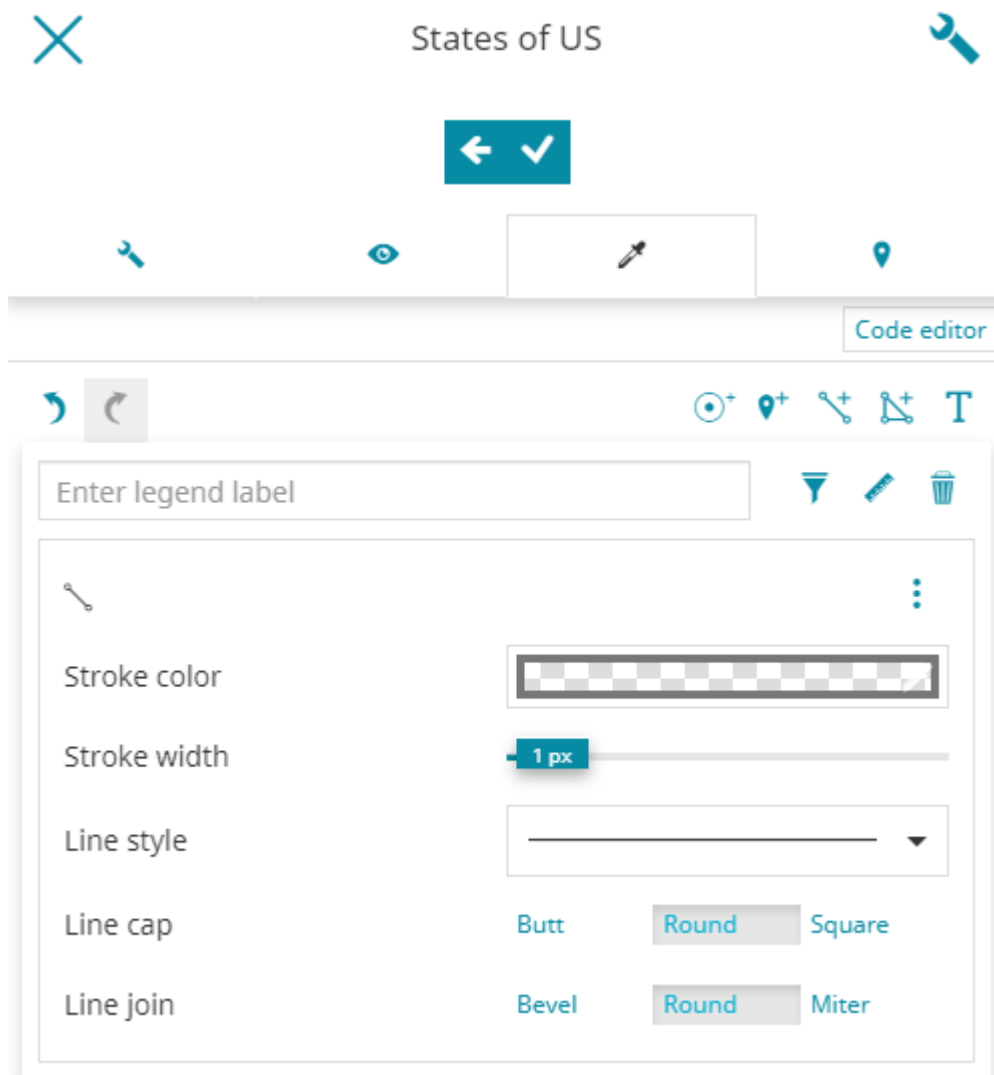 States of US
Code editor
T
Enter legend label
Stroke color
Stroke width
1 px
Line style
Line cap
Butt Round Square
Line join
Bevel Round Miter